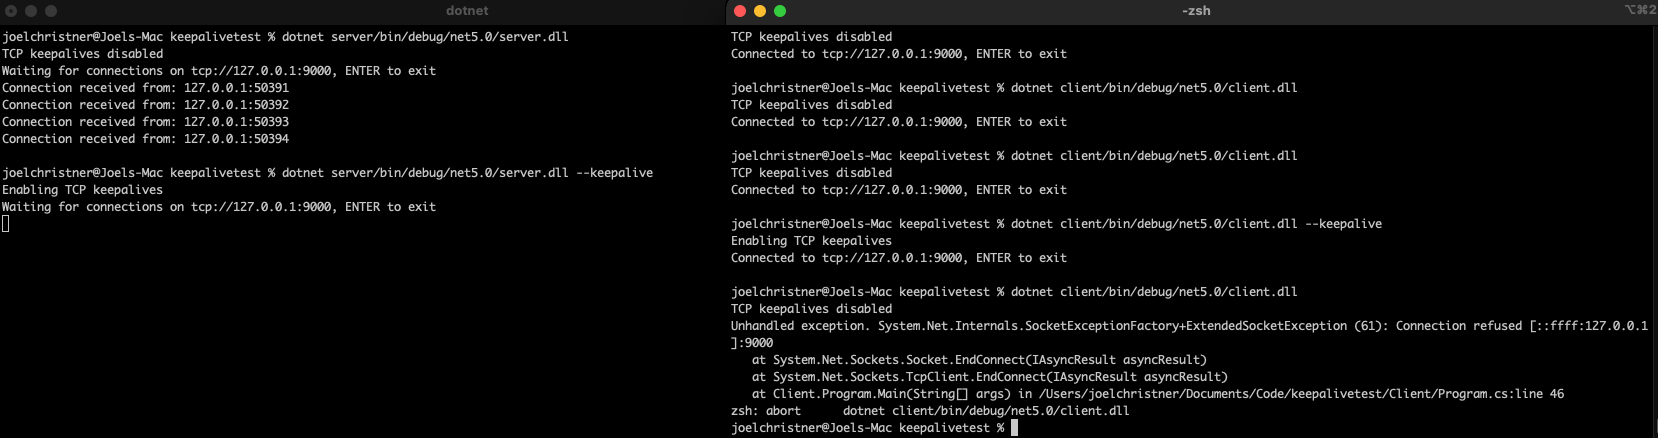 dotnet
joelchristner@Joels-Mac keepalivetest % dotnet server/bin/debug/net5.0/server.dll
TCP keepalives disabled
Waiting for connections on tcp://127.0.0.1:9000, ENTER to exit
Connection received from: 127.0.0.1:50391
Connection received from: 127.0.0.1:50392
Connection received from: 127.0.0.1:50393
Connection received from: 127.0.0.1:50394
joelchristner@Joels-Mac keepalivetest % dotnet server/bin/debug/net5.0/server.dll --keepalive
Enabling TCP keepalives
Waiting for connections on tcp://127.0.0.1:9000, ENTER to exit
-zsh
⌥⌘2
TCP keepalives disabled
Connected to tcp://127.0.0.1:9000, ENTER to exit
joelchristner@Joels-Mac keepalivetest % dotnet client/bin/debug/net5.0/client.dll
TCP keepalives disabled
Connected to tcp://127.0.0.1:9000, ENTER to exit
joelchristner@Joels-Mac keepalivetest % dotnet client/bin/debug/net5.0/client.dll
TCP keepalives disabled
Connected to tcp://127.0.0.1:9000, ENTER to exit
joelchristner@Joels-Mac keepalivetest % dotnet client/bin/debug/net5.0/client.dll --keepalive
Enabling TCP keepalives
Connected to tcp://127.0.0.1:9000, ENTER to exit
joelchristner@Joels-Mac keepalivetest % dotnet client/bin/debug/net5.0/client.dll
TCP keepalives disabled
Unhandled exception. System.Net.Internals.SocketExceptionFactory+ExtendedSocketException (61): Connection refused [::ffff:127.0.0.1
]:9000
   at System.Net.Sockets.Socket.EndConnect(IAsyncResult asyncResult)
   at System.Net.Sockets.TcpClient.EndConnect(IAsyncResult asyncResult)
   at Client.Program.Main(String[] args) in /Users/joelchristner/Documents/Code/keepalivetest/Client/Program.cs:line 46
zsh: abort      dotnet client/bin/debug/net5.0/client.dll
joelchristner@Joels-Mac keepalivetest %